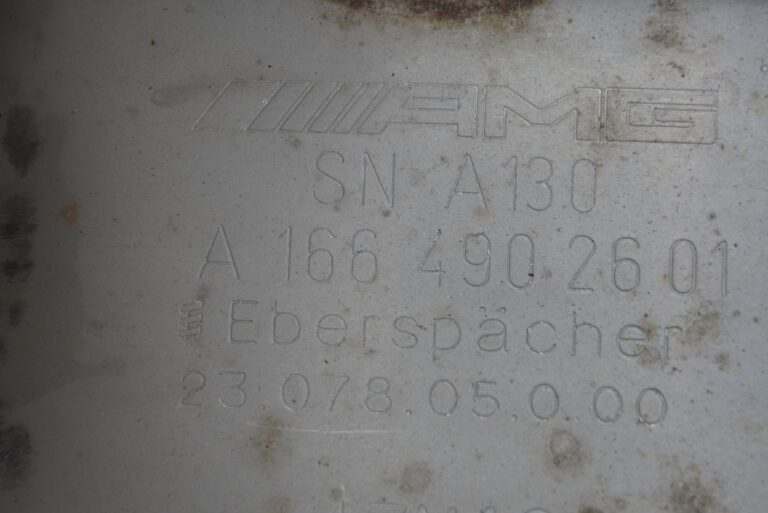 AMG
SN A130
A 166 490 26 01
Eberspächer
23.078.05.0.00